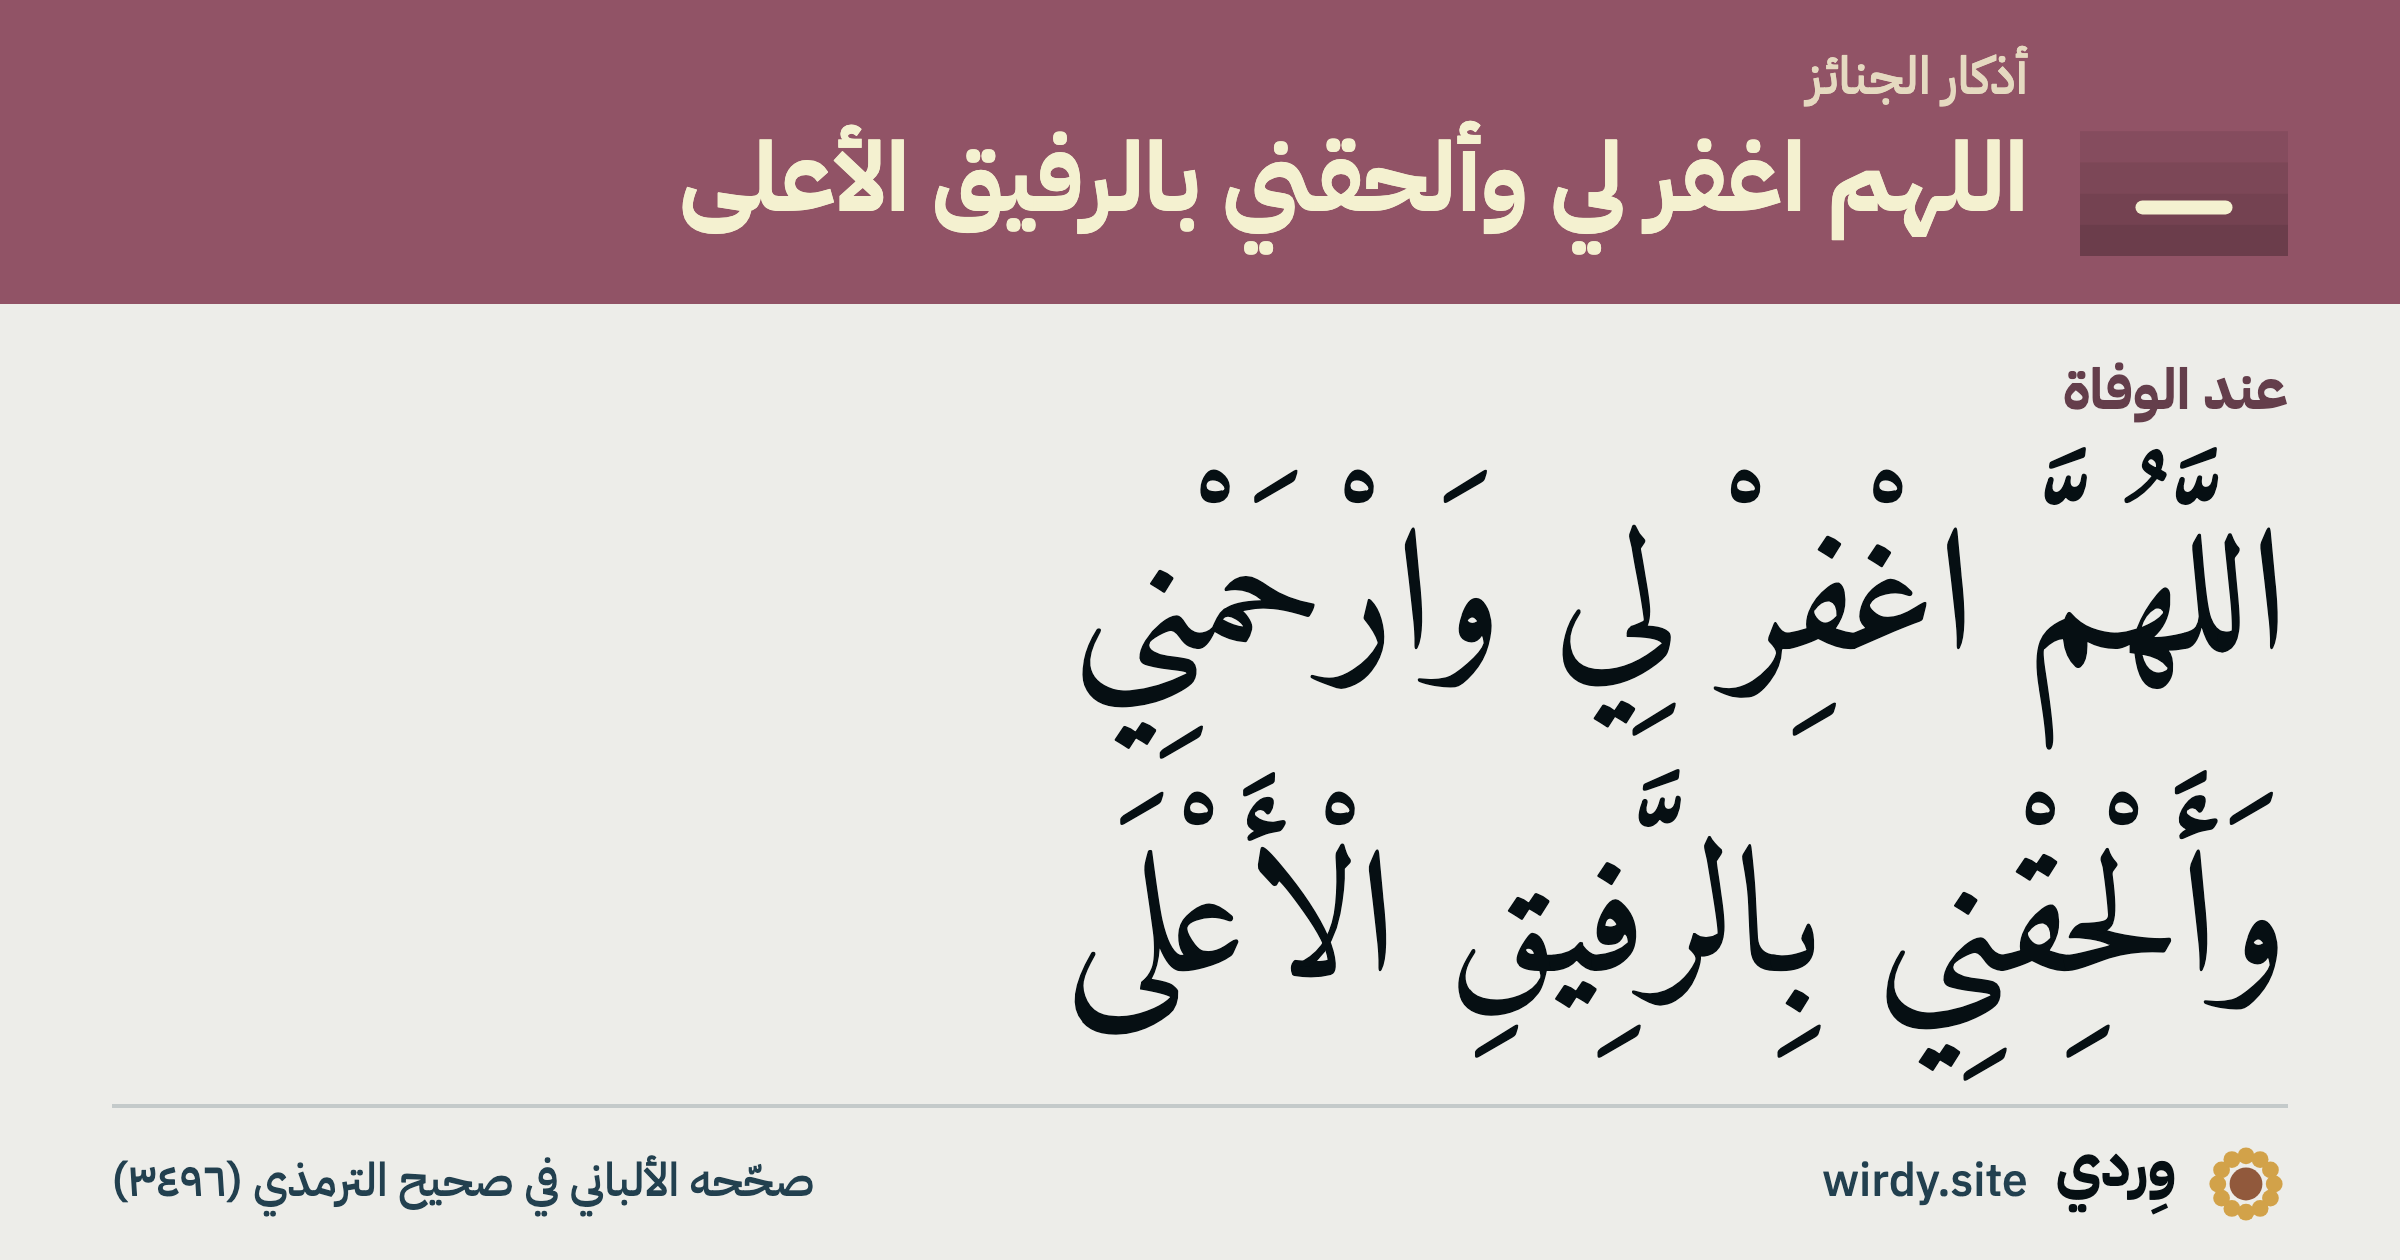 أذكار الجنائز
اللهم اغفر لي وألحقني بالرفيق الأعلى
عند الوفاة
اللَّهُمَّ اغْفِرْ لِي وَارْحَمْنِي
وَأَلْحِقْنِي بِالرَّفِيقِ الْأَعْلَى
وِردي wirdy.site
صحّحه الألباني في صحيح الترمذي (٣٤٩٦)